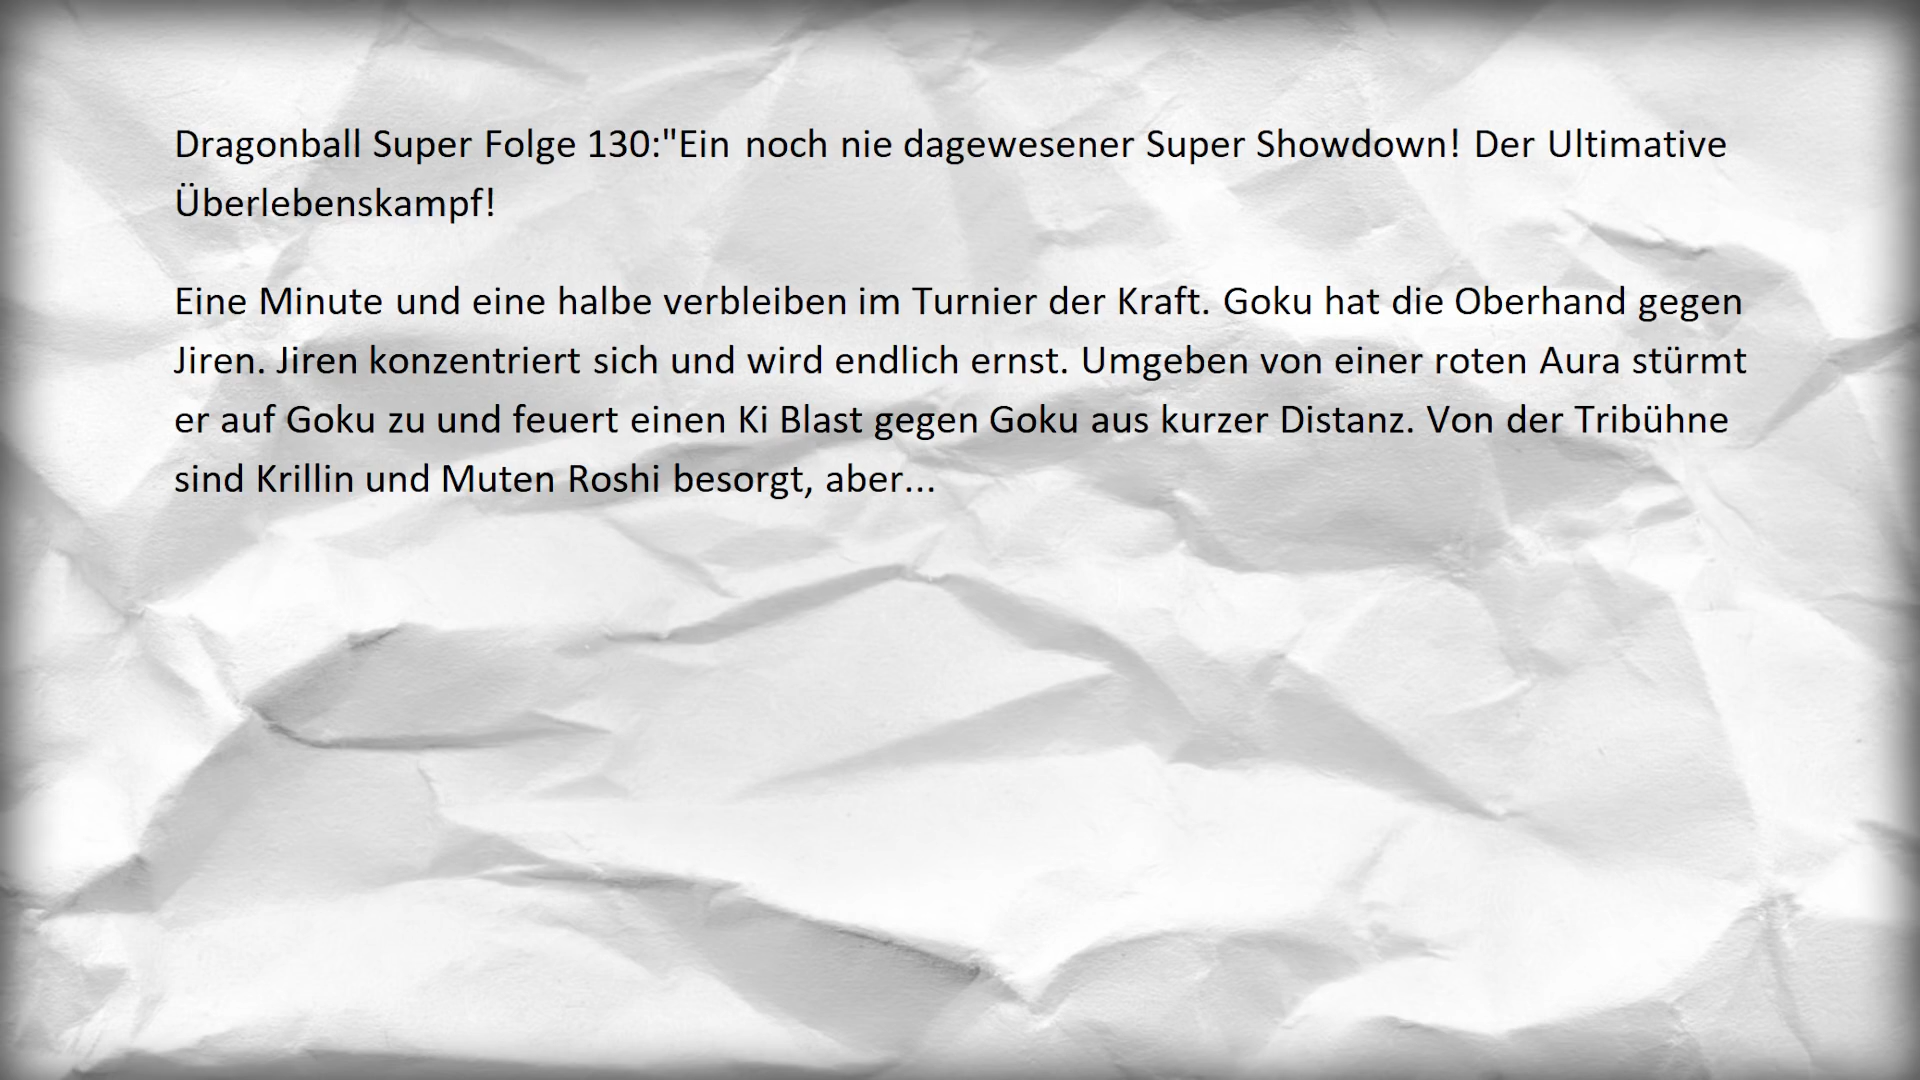 Dragonball Super Folge 130:"Ein noch nie dagewesener Super Showdown! Der Ultimative
Überlebenskampf!
Eine Minute und eine halbe verbleiben im Turnier der Kraft. Goku hat die Oberhand gegen
Jiren. Jiren konzentriert sich und wird endlich ernst. Umgeben von einer roten Aura stürmt
er auf Goku zu und feuert einen Ki Blast gegen Goku aus kurzer Distanz. Von der Tribühne
sind Krillin und Muten Roshi besorgt, aber...